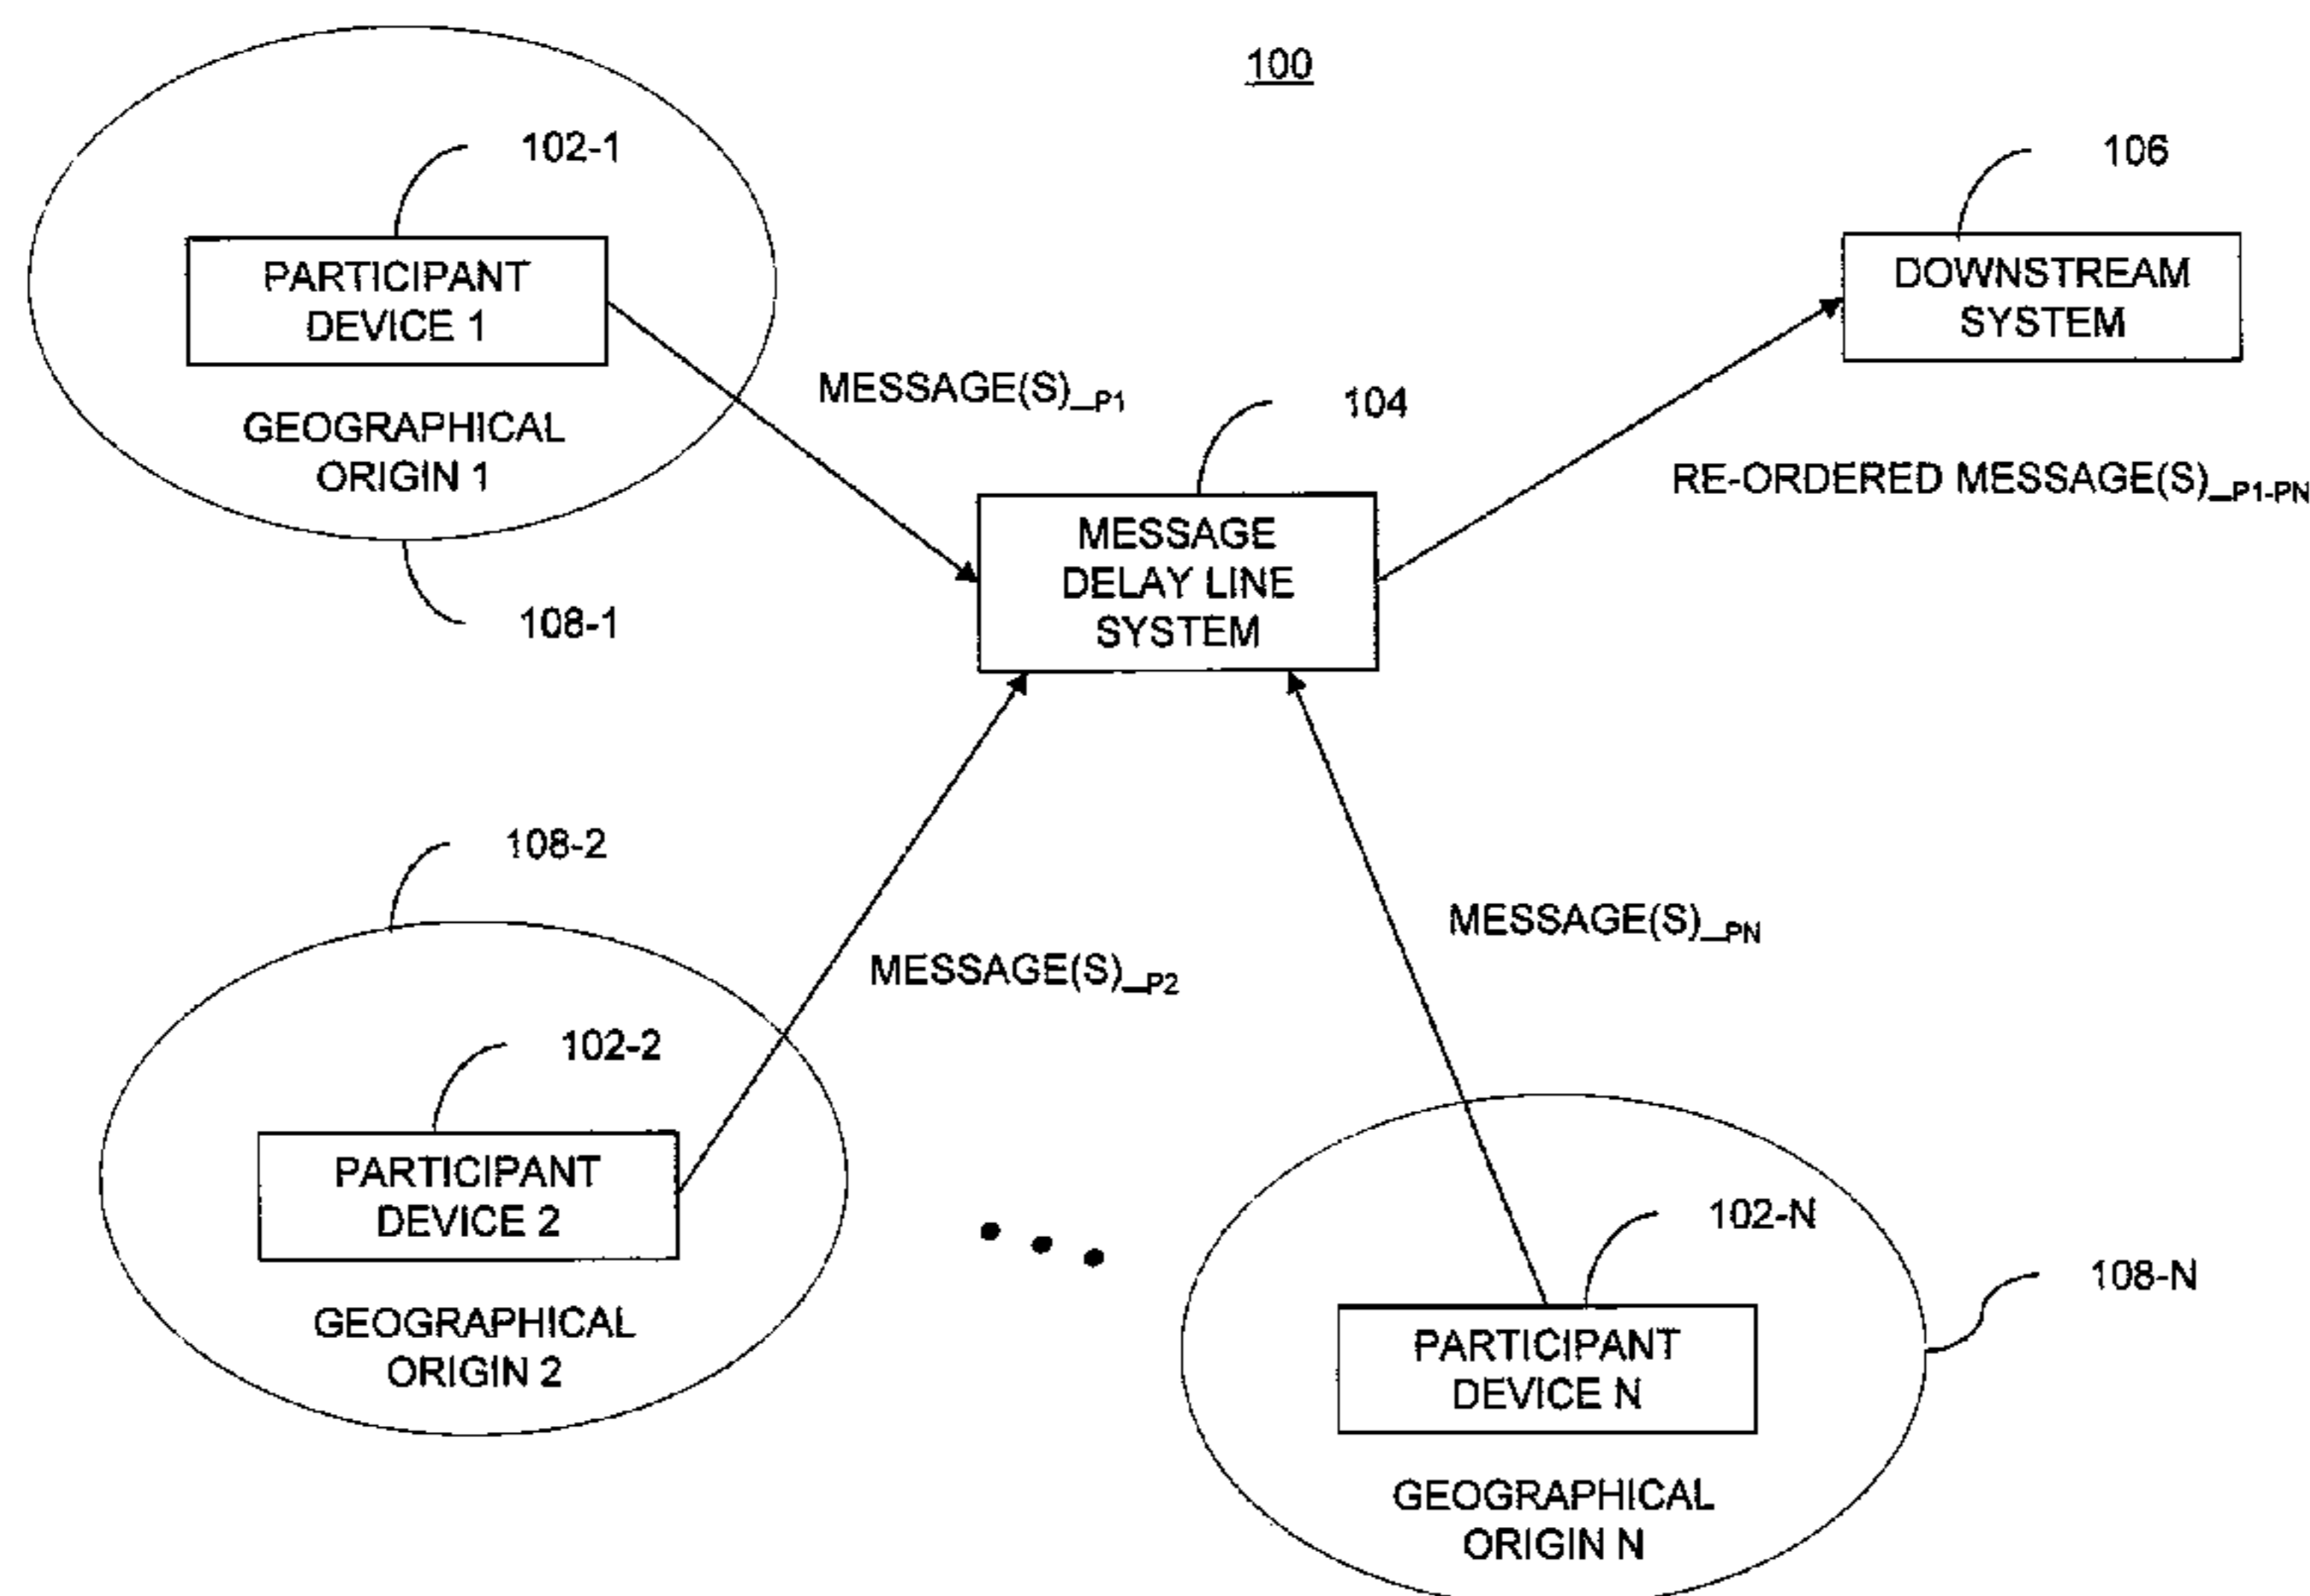 100
102-1
PARTICIPANT
DEVICE 1
GEOGRAPHICAL
ORIGIN 1
108-1
MESSAGE(S)_P1
104
MESSAGE
DELAY LINE
SYSTEM
106
DOWNSTREAM
SYSTEM
RE-ORDERED MESSAGE(S)_P1-PN
108-2
102-2
PARTICIPANT
DEVICE 2
GEOGRAPHICAL
ORIGIN 2
MESSAGE(S)_P2
MESSAGE(S)_PN
102-N
PARTICIPANT
DEVICE N
GEOGRAPHICAL
ORIGIN N
108-N